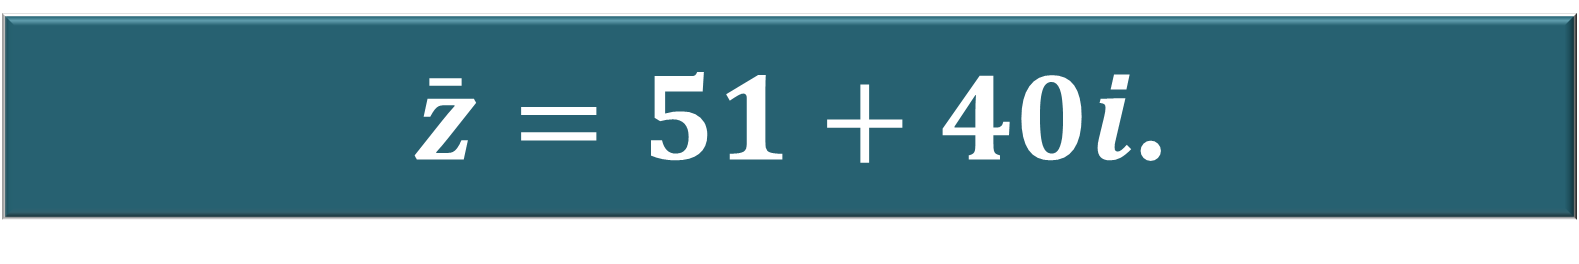 z̄ = 51 + 40i.